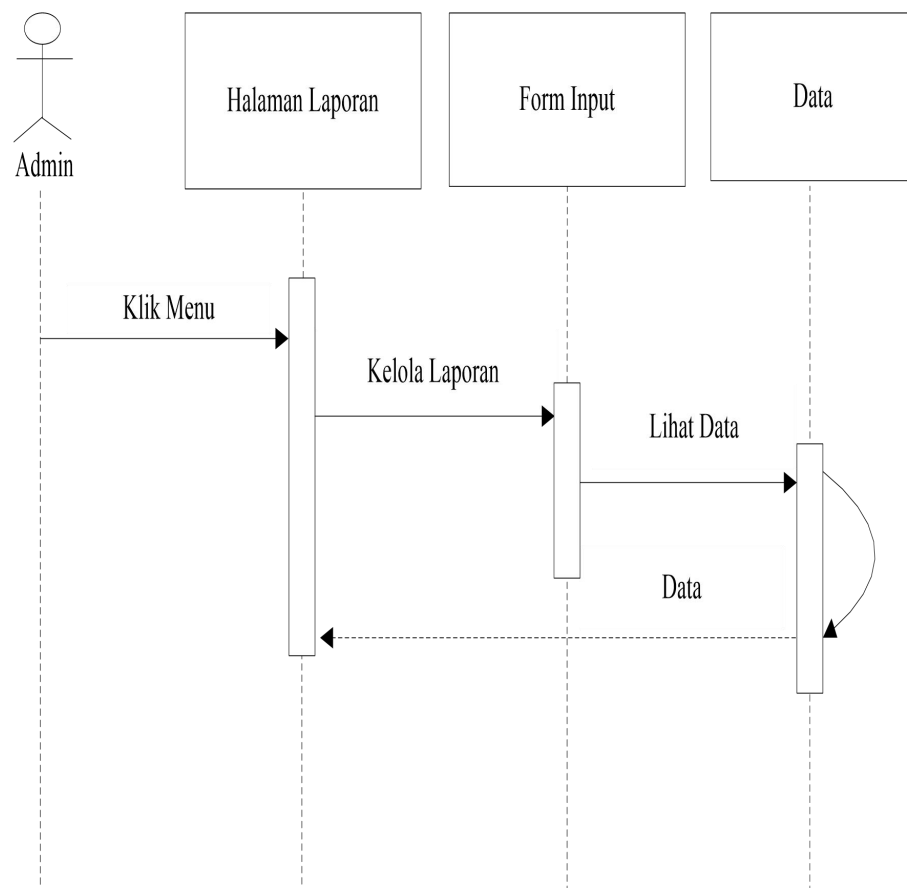 Halaman Laporan
Form Input
Data
Admin
Klik Menu
Kelola Laporan
Lihat Data
Data